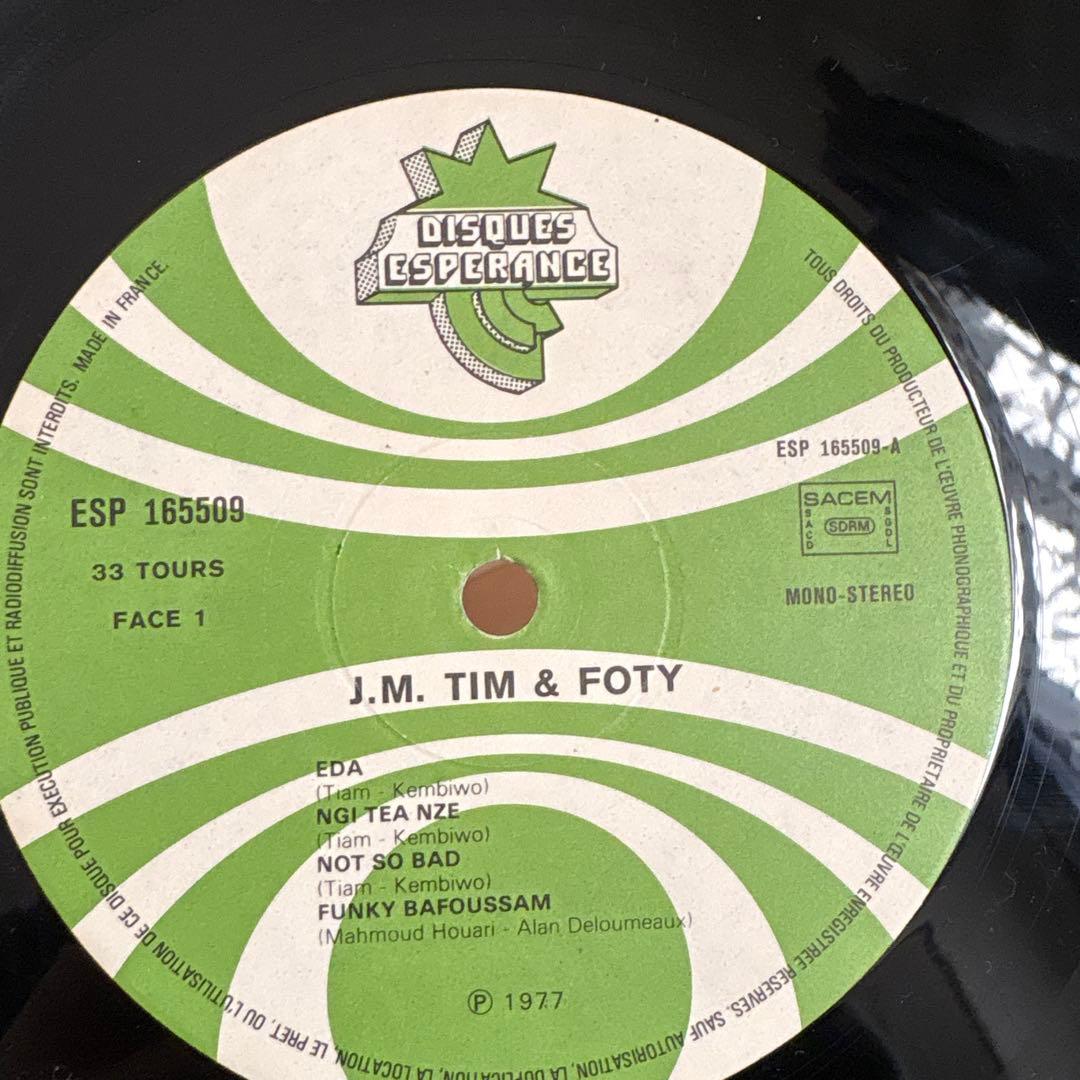 DISQUES
ESPERANCE
TOUS DROITS DU PRODUCTEUR DE L'ŒUVRE PHONOGRAPHIQUE ET DU PROPRIETAIRE DE L'ŒUVRE ENREGISTREE RESERVES. SAUF AUTORISATION, LA DUPLICATION, LA LOCATION, LE PRET, OU L'UTILISATION DE CE DISQUE POUR EXECUTION PUBLIQUE ET RADIODIFFUSION SONT INTERDITS. MADE IN FRANCE.
ESP 165509-A
ESP 165509
SACEM
SACD
SDRM
SGDL
33 TOURS
MONO-STEREO
FACE 1
J.M. TIM & FOTY
EDA
(Tiam - Kembiwo)
NGI TEA NZE
(Tiam - Kembiwo)
NOT SO BAD
(Tiam - Kembiwo)
FUNKY BAFOUSSAM
(Mahmoud Houari - Alan Deloumeaux)
℗ 1977